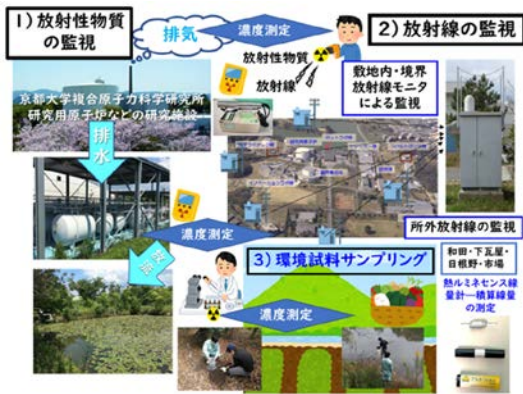 1）放射性物質
の監視
排気
濃度測定
2）放射線の監視
放射性物質
放射線
敷地内・境界
放射線モニタ
による監視
京都大学複合原子力科学研究所
研究用原子炉などの研究施設
排水
濃度測定
放流
所外放射線の監視
和田・下瓦屋・
日根野・市場
熱ルミネセンス線
量計―積算線量
の測定
3）環境試料サンプリング
濃度測定